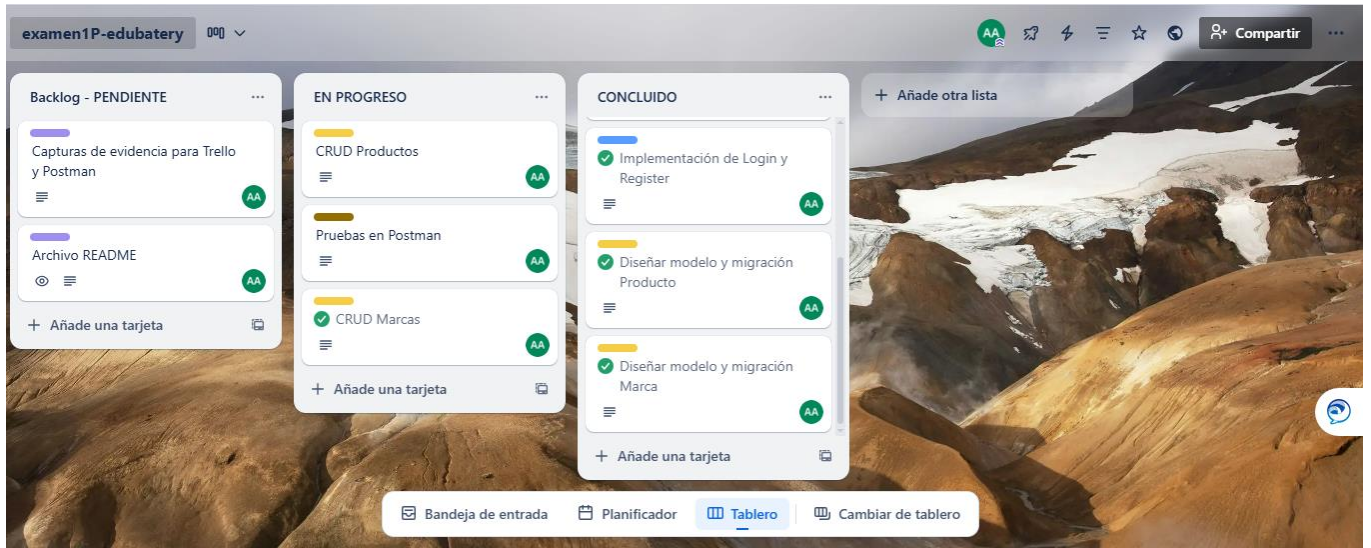 examen1P-edubatery
AA
Compartir
Backlog - PENDIENTE
Capturas de evidencia para Trello
y Postman
AA
Archivo README
AA
+ Añade una tarjeta
EN PROGRESO
CRUD Productos
AA
Pruebas en Postman
AA
CRUD Marcas
AA
+ Añade una tarjeta
CONCLUIDO
Implementación de Login y
Register
AA
Diseñar modelo y migración
Producto
AA
Diseñar modelo y migración
Marca
AA
+ Añade una tarjeta
+ Añade otra lista
Bandeja de entrada
Planificador
Tablero
Cambiar de tablero